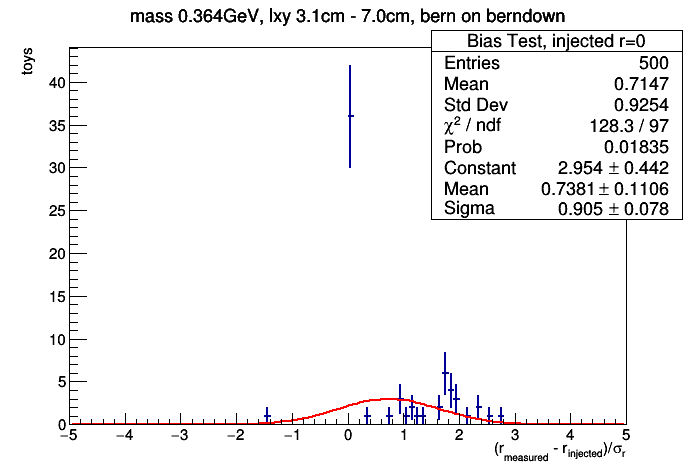 mass 0.364GeV, lxy 3.1cm - 7.0cm, bern on berndown
Bias Test, injected r=0
Entries 500
Mean 0.7147
Std Dev 0.9254
χ² / ndf 128.3 / 97
Prob 0.01835
Constant 2.954 ± 0.442
Mean 0.7381 ± 0.1106
Sigma 0.905 ± 0.078
toys
40
35
30
25
20
15
10
5
0
−5 −4 −3 −2 −1 0 1 2 3 4 5
(r_measured - r_injected)/σ_r